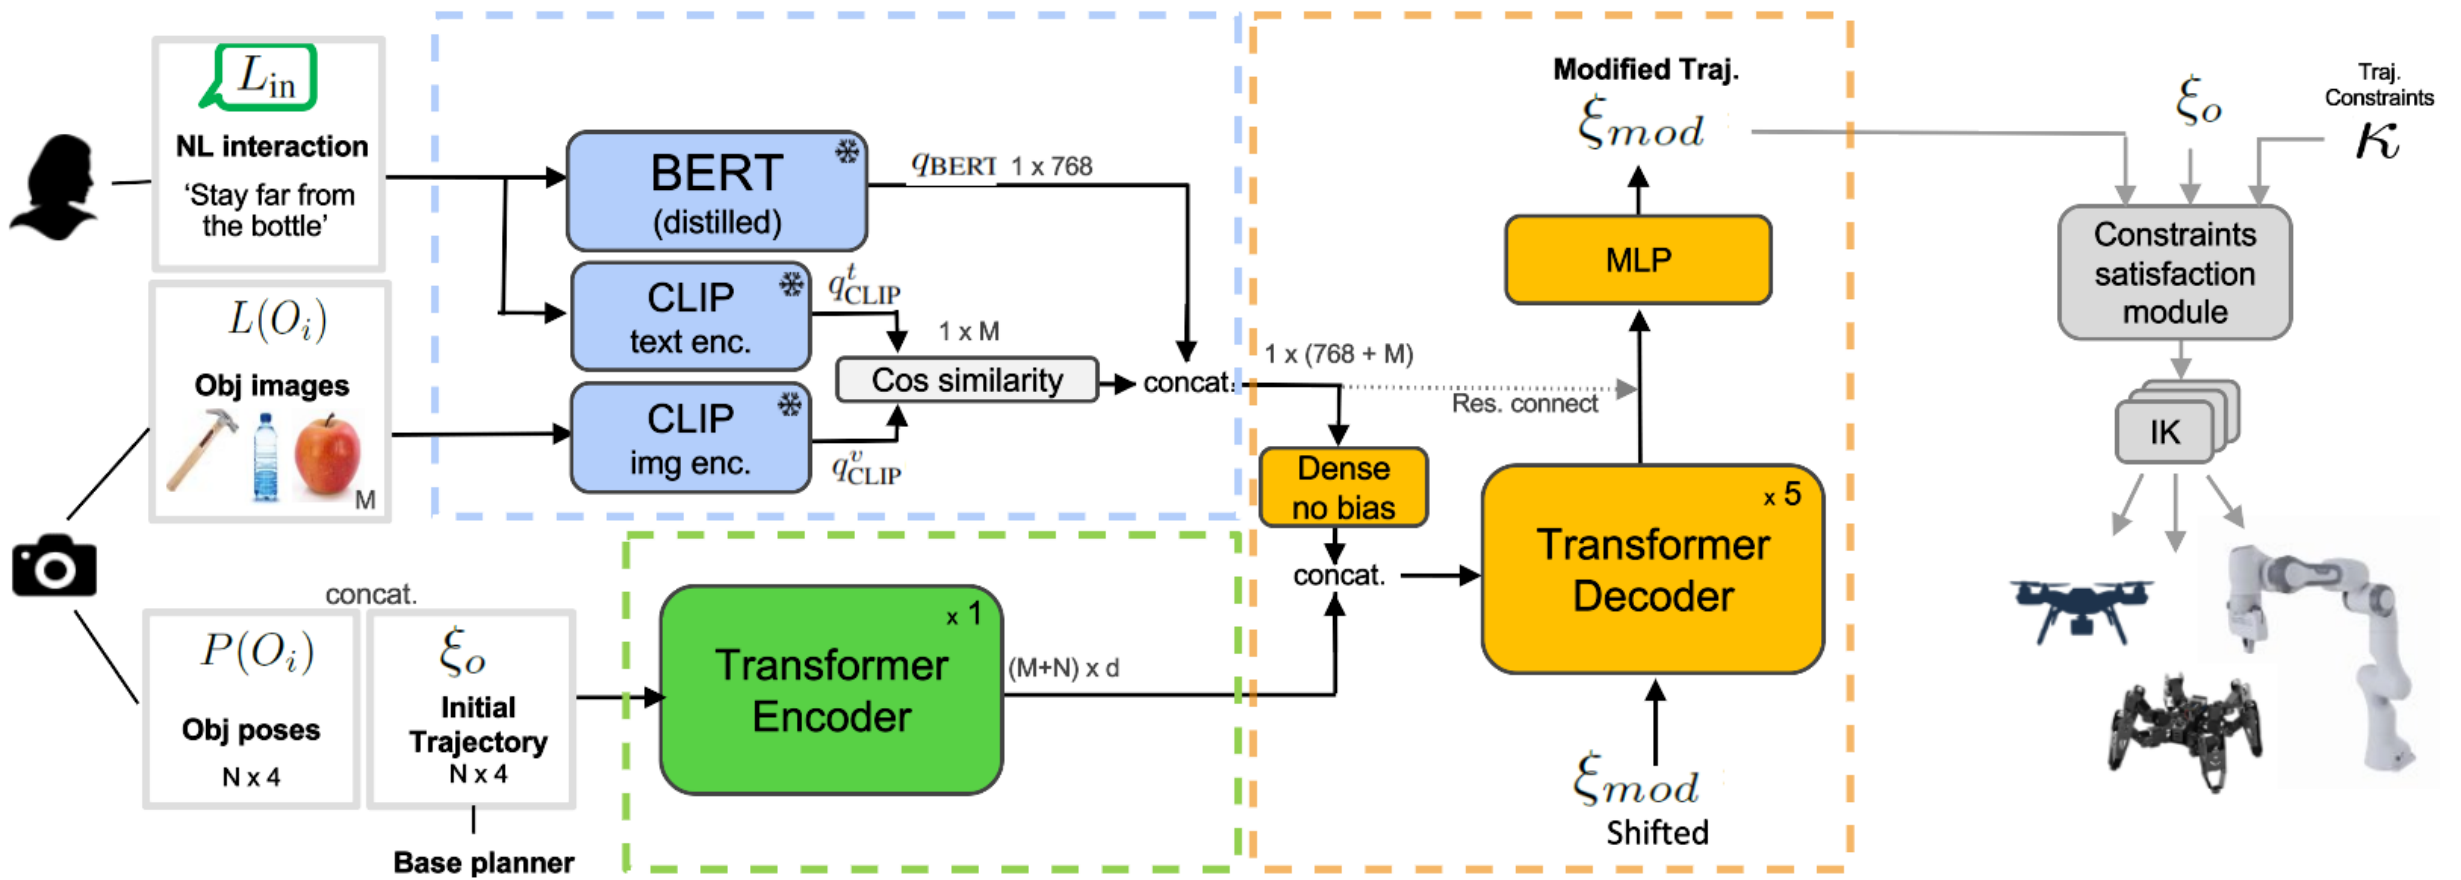 L_in
NL interaction
‘Stay far from
the bottle’
L(O_i)
Obj images
M
concat.
P(O_i)
Obj poses
N x 4
ξ_o
Initial
Trajectory
N x 4
Base planner
BERT
(distilled)
q_BERT 1 x 768
CLIP
text enc.
q^t_CLIP
1 x M
Cos similarity
concat.
CLIP
img enc.
q^v_CLIP
x 1
Transformer
Encoder
(M+N) x d
1 x (768 + M)
Res. connect
Dense
no bias
concat.
Modified Traj.
ξ_mod
MLP
x 5
Transformer
Decoder
ξ_mod
Shifted
ξ_o
Traj.
Constraints
κ
Constraints
satisfaction
module
IK